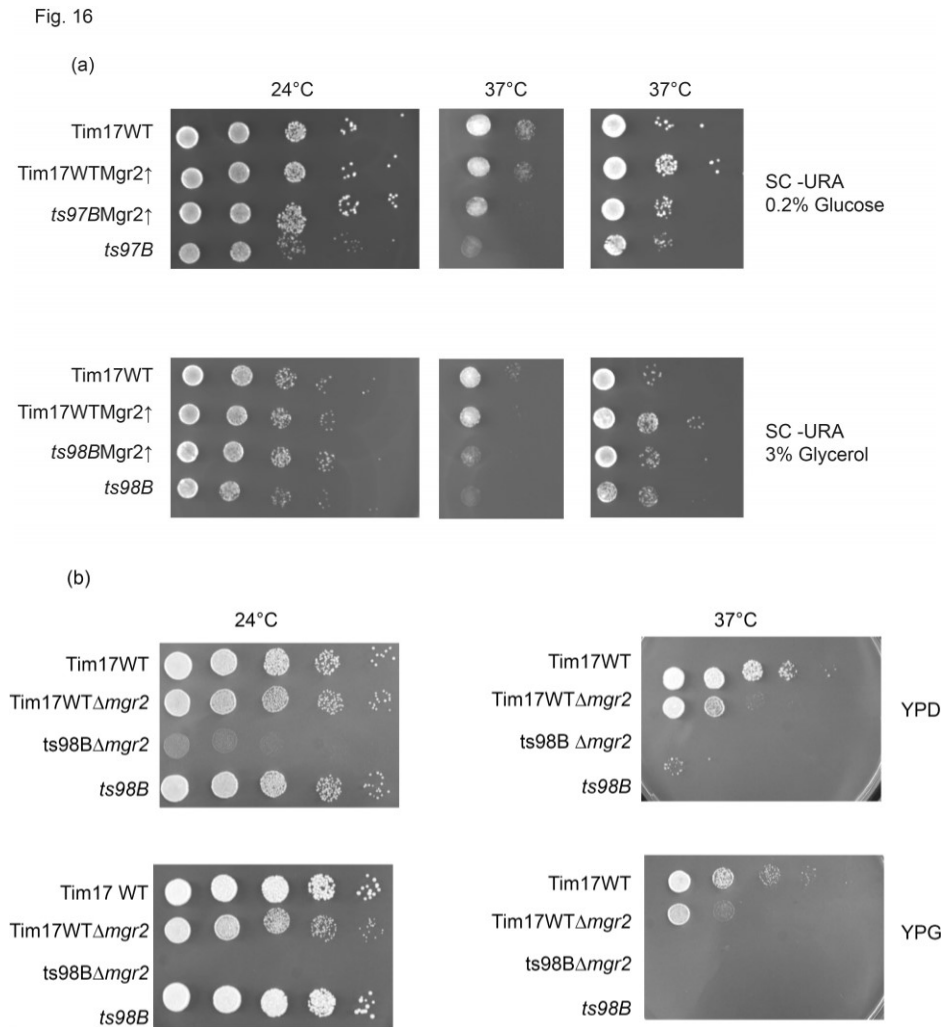 Fig. 16
(a)
24°C
37°C
37°C
Tim17WT
Tim17WTMgr2↑
ts97BMgr2↑
ts97B
SC -URA
0.2% Glucose
Tim17WT
Tim17WTMgr2↑
ts98BMgr2↑
ts98B
SC -URA
3% Glycerol
(b)
24°C
37°C
Tim17WT
Tim17WTΔmgr2
ts98BΔmgr2
ts98B
Tim17WT
Tim17WTΔmgr2
ts98B Δmgr2
ts98B
YPD
Tim17 WT
Tim17WTΔmgr2
ts98BΔmgr2
ts98B
Tim17WT
Tim17WTΔmgr2
ts98BΔmgr2
ts98B
YPG